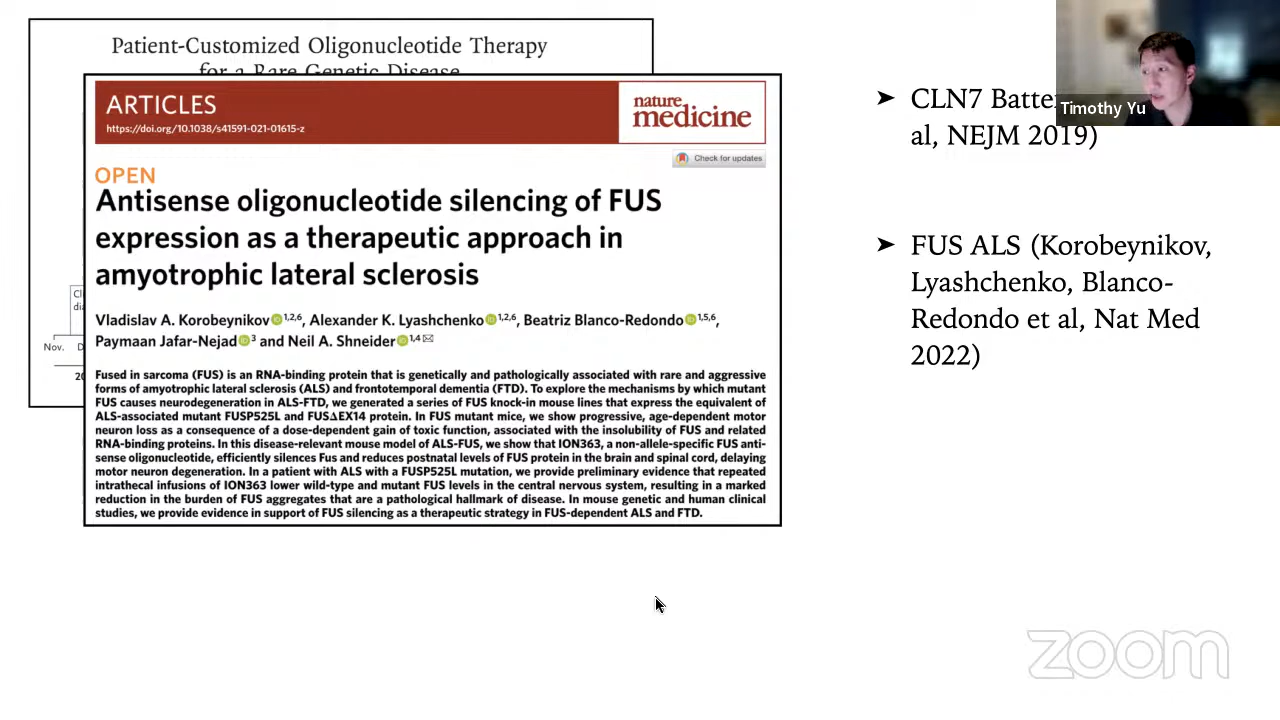 Patient-Customized Oligonucleotide Therapy
for a Rare Genetic Disease
ARTICLES
https://doi.org/10.1038/s41591-021-01615-z
nature
medicine
Check for updates
OPEN
Antisense oligonucleotide silencing of FUS
expression as a therapeutic approach in
amyotrophic lateral sclerosis
Vladislav A. Korobeynikov 1,2,6, Alexander K. Lyashchenko 1,2,6, Beatriz Blanco-Redondo 1,5,6,
Paymaan Jafar-Nejad 3 and Neil A. Shneider 1,4
Fused in sarcoma (FUS) is an RNA-binding protein that is genetically and pathologically associated with rare and aggressive
forms of amyotrophic lateral sclerosis (ALS) and frontotemporal dementia (FTD). To explore the mechanisms by which mutant
FUS causes neurodegeneration in ALS-FTD, we generated a series of FUS knock-in mouse lines that express the equivalent of
ALS-associated mutant FUSP525L and FUSΔEX14 protein. In FUS mutant mice, we show progressive, age-dependent motor
neuron loss as a consequence of a dose-dependent gain of toxic function, associated with the insolubility of FUS and related
RNA-binding proteins. In this disease-relevant mouse model of ALS-FUS, we show that ION363, a non-allele-specific FUS anti-
sense oligonucleotide, efficiently silences Fus and reduces postnatal levels of FUS protein in the brain and spinal cord, delaying
motor neuron degeneration. In a patient with ALS with a FUSP525L mutation, we provide preliminary evidence that repeated
intrathecal infusions of ION363 lower wild-type and mutant FUS levels in the central nervous system, resulting in a marked
reduction in the burden of FUS aggregates that are a pathological hallmark of disease. In mouse genetic and human clinical
studies, we provide evidence in support of FUS silencing as a therapeutic strategy in FUS-dependent ALS and FTD.
Nov.
➤ CLN7
al, NEJM 2019)
➤ FUS ALS (Korobeynikov,
Lyashchenko, Blanco-
Redondo et al, Nat Med
2022)
Timothy Yu
zoom